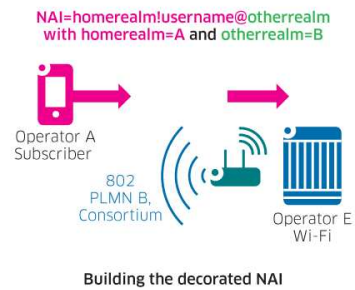 NAI=homerealm!username@otherrealm
with homerealm=A and otherrealm=B
Operator A
Subscriber
802
PLMN B,
Consortium
Operator E
Wi-Fi
Building the decorated NAI